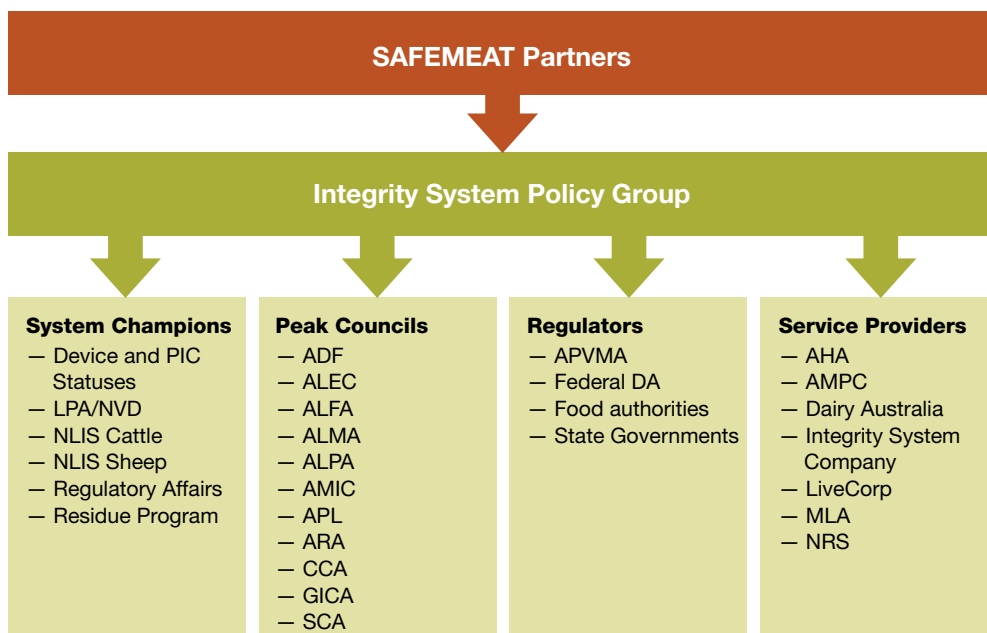 SAFEMEAT Partners
Integrity System Policy Group
System Champions
— Device and PIC
Statuses
— LPA/NVD
— NLIS Cattle
— NLIS Sheep
— Regulatory Affairs
— Residue Program
Peak Councils
— ADF
— ALEC
— ALFA
— ALMA
— ALPA
— AMIC
— APL
— ARA
— CCA
— GICA
— SCA
Regulators
— APVMA
— Federal DA
— Food authorities
— State Governments
Service Providers
— AHA
— AMPC
— Dairy Australia
— Integrity System
Company
— LiveCorp
— MLA
— NRS